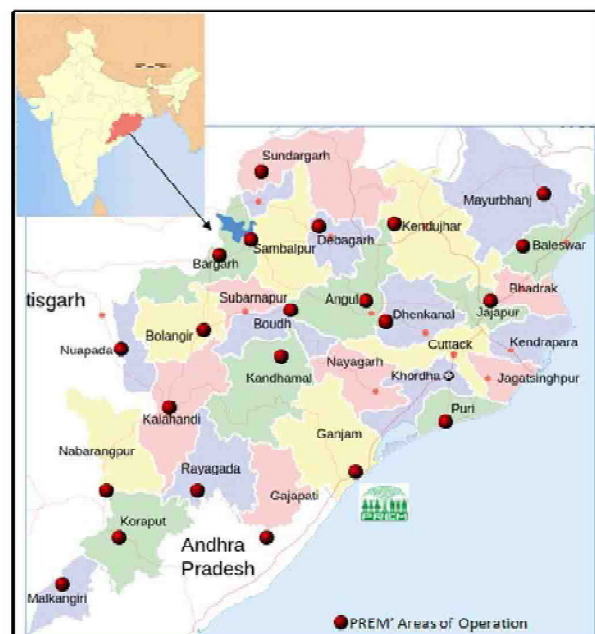 Sundargarh
Mayurbhanj
Kendujhar
Debagarh
Baleswar
Sambalpur
Bargarh
Bhadrak
tisgarh
Subarnapur
Angul
Jajapur
Dhenkanal
Boudh
Bolangir
Cuttack
Kendrapara
Nuapada
Nayagarh
Kandhamal
Khordha
Jagatsinghpur
Kalahandi
Puri
Ganjam
Nabarangpur
Rayagada
Gajapati
PREM
Koraput
Andhra
Pradesh
Malkangiri
PREM' Areas of Operation